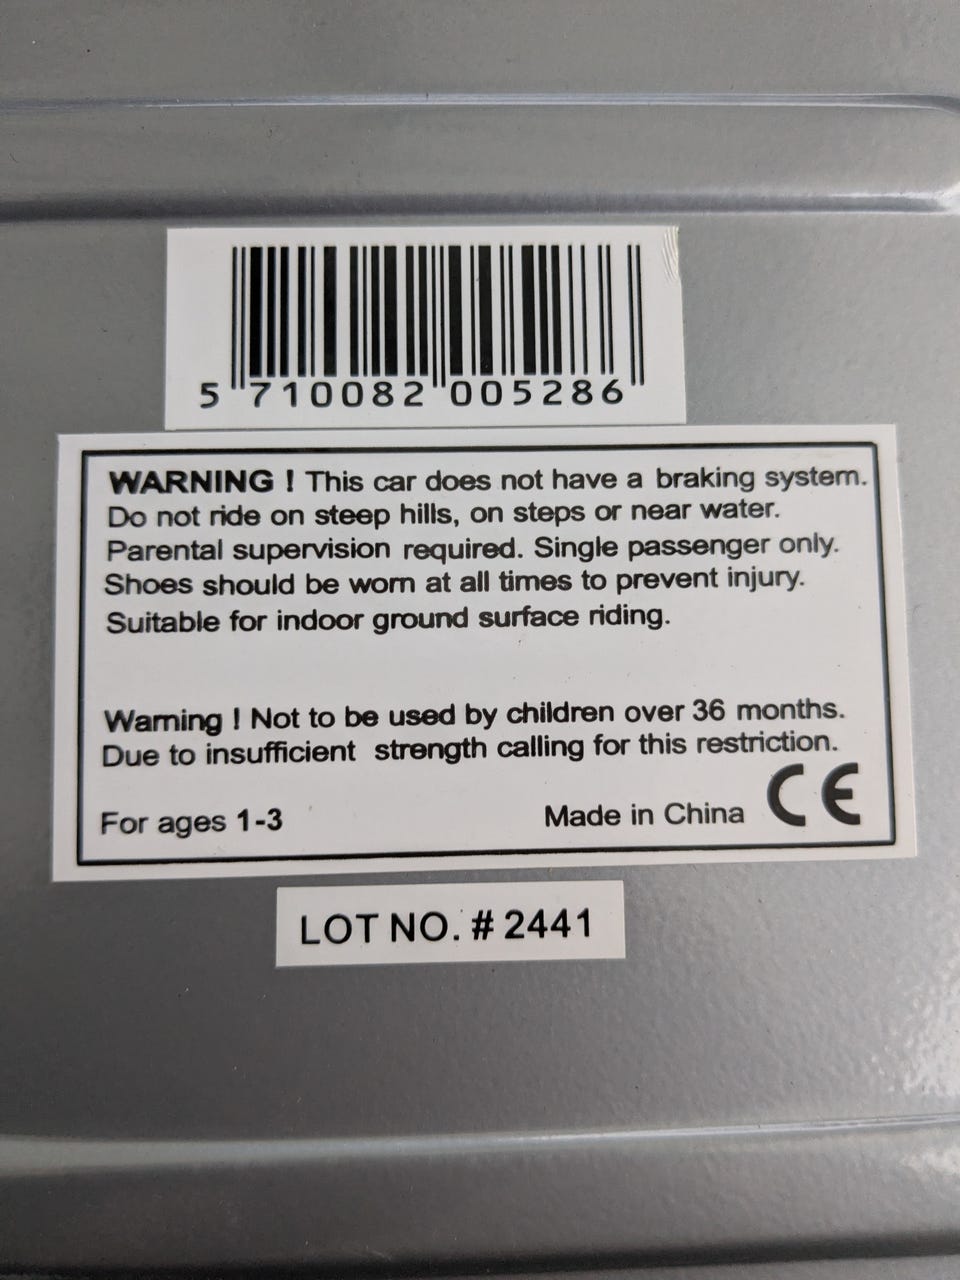 5 710082 005286
WARNING ! This car does not have a braking system.
Do not ride on steep hills, on steps or near water.
Parental supervision required. Single passenger only.
Shoes should be worn at all times to prevent injury.
Suitable for indoor ground surface riding.
Warning ! Not to be used by children over 36 months.
Due to insufficient strength calling for this restriction.
For ages 1-3
Made in China CE
LOT NO. # 2441